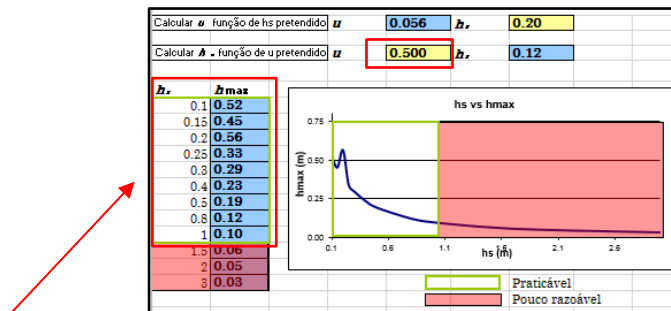 Calcular u função de hs pretendido u 0.056 hs 0.20
Calcular hs função de u pretendido u 0.500 hs 0.12
hs hmax
0.1 0.52
0.15 0.45
0.2 0.56
0.25 0.33
0.3 0.29
0.4 0.23
0.5 0.19
0.8 0.12
1 0.10
1.5 0.06
2 0.05
3 0.03
hs vs hmax
hmax (m)
0.75
0.50
0.25
0.00
0.1 0.6 1.1 1.6 2.1 2.6
hs (m)
Praticável
Pouco razoável